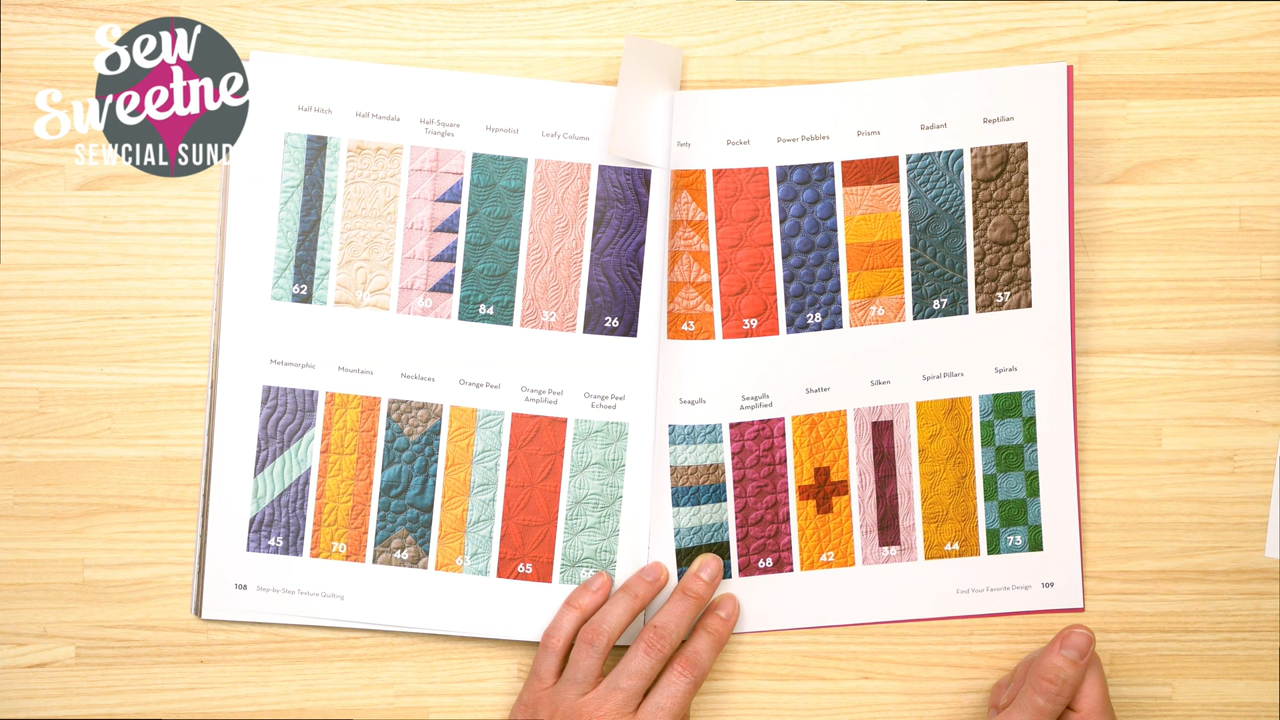 Sew
Sweetne
SEWCIAL SUND
Half Hitch
Half Mandala
Half-Square
Triangles
Hypnotist
Leafy Column
62
90
60
84
32
26
Metamorphic
Mountains
Necklaces
Orange Peel
Orange Peel
Amplified
Orange Peel
Echoed
45
70
46
63
65
108 Step-by-Step Texture Quilting
Pocket
Power Pebbles
Prisms
Radiant
Reptilian
43
39
28
76
87
37
Seagulls
Seagulls
Amplified
Shatter
Silken
Spiral Pillars
Spirals
68
42
36
44
73
Find Your Favorite Design 109